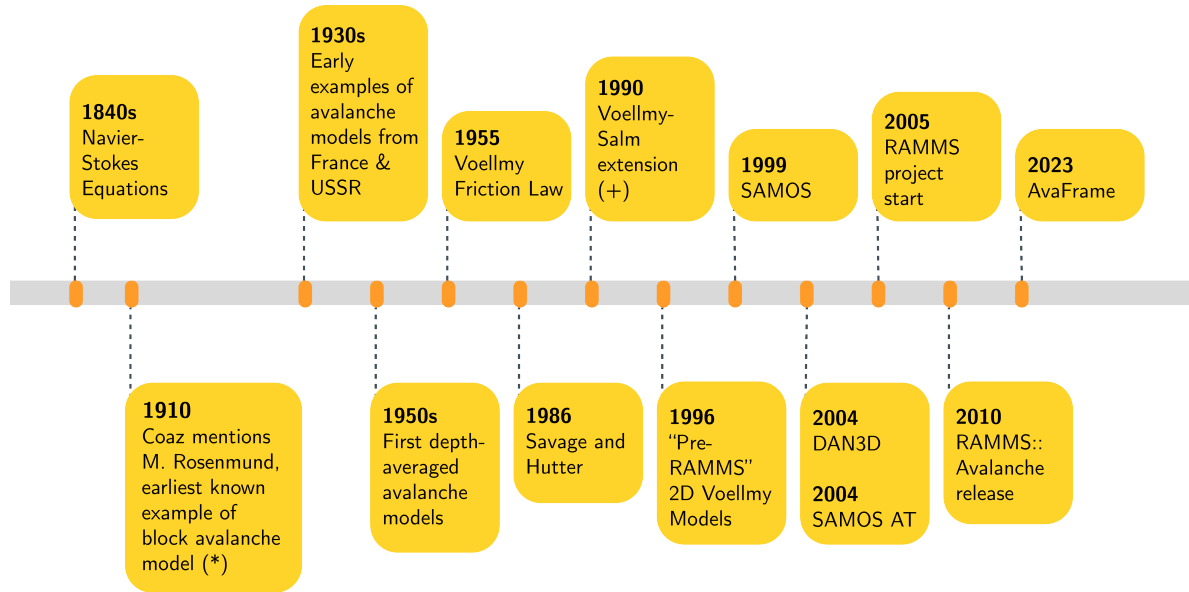 1840s
Navier-
Stokes
Equations
1910
Coaz mentions
M. Rosenmund,
earliest known
example of
block avalanche
model (*)
1930s
Early
examples of
avalanche
models from
France &
USSR
1950s
First depth-
averaged
avalanche
models
1955
Voellmy
Friction Law
1986
Savage and
Hutter
1990
Voellmy-
Salm
extension
(+)
1996
“Pre-
RAMMS”
2D Voellmy
Models
1999
SAMOS
2004
DAN3D
2004
SAMOS AT
2005
RAMMS
project
start
2010
RAMMS::
Avalanche
release
2023
AvaFrame